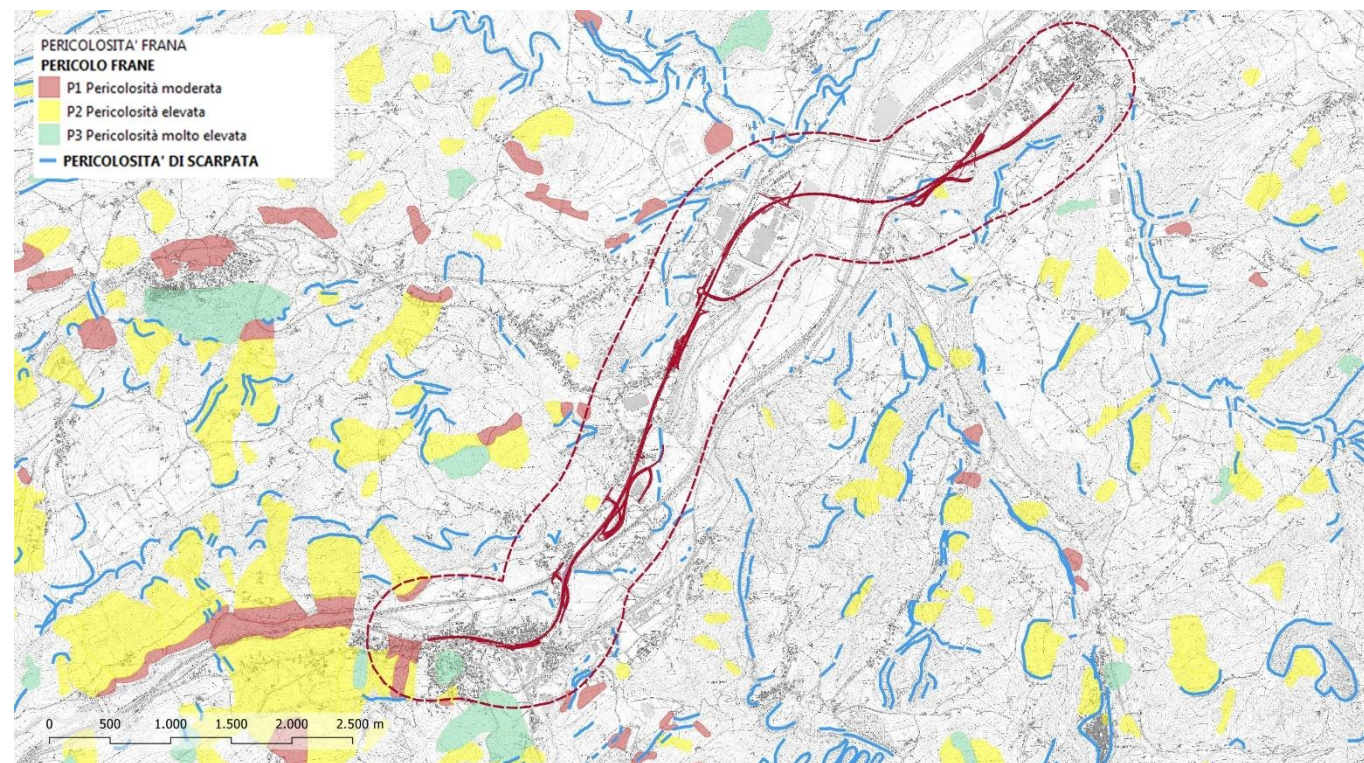 PERICOLOSITA' FRANA
PERICOLO FRANE
P1 Pericolosità moderata
P2 Pericolosità elevata
P3 Pericolosità molto elevata
PERICOLOSITA' DI SCARPATA
0 500 1.000 1.500 2.000 2.500 m